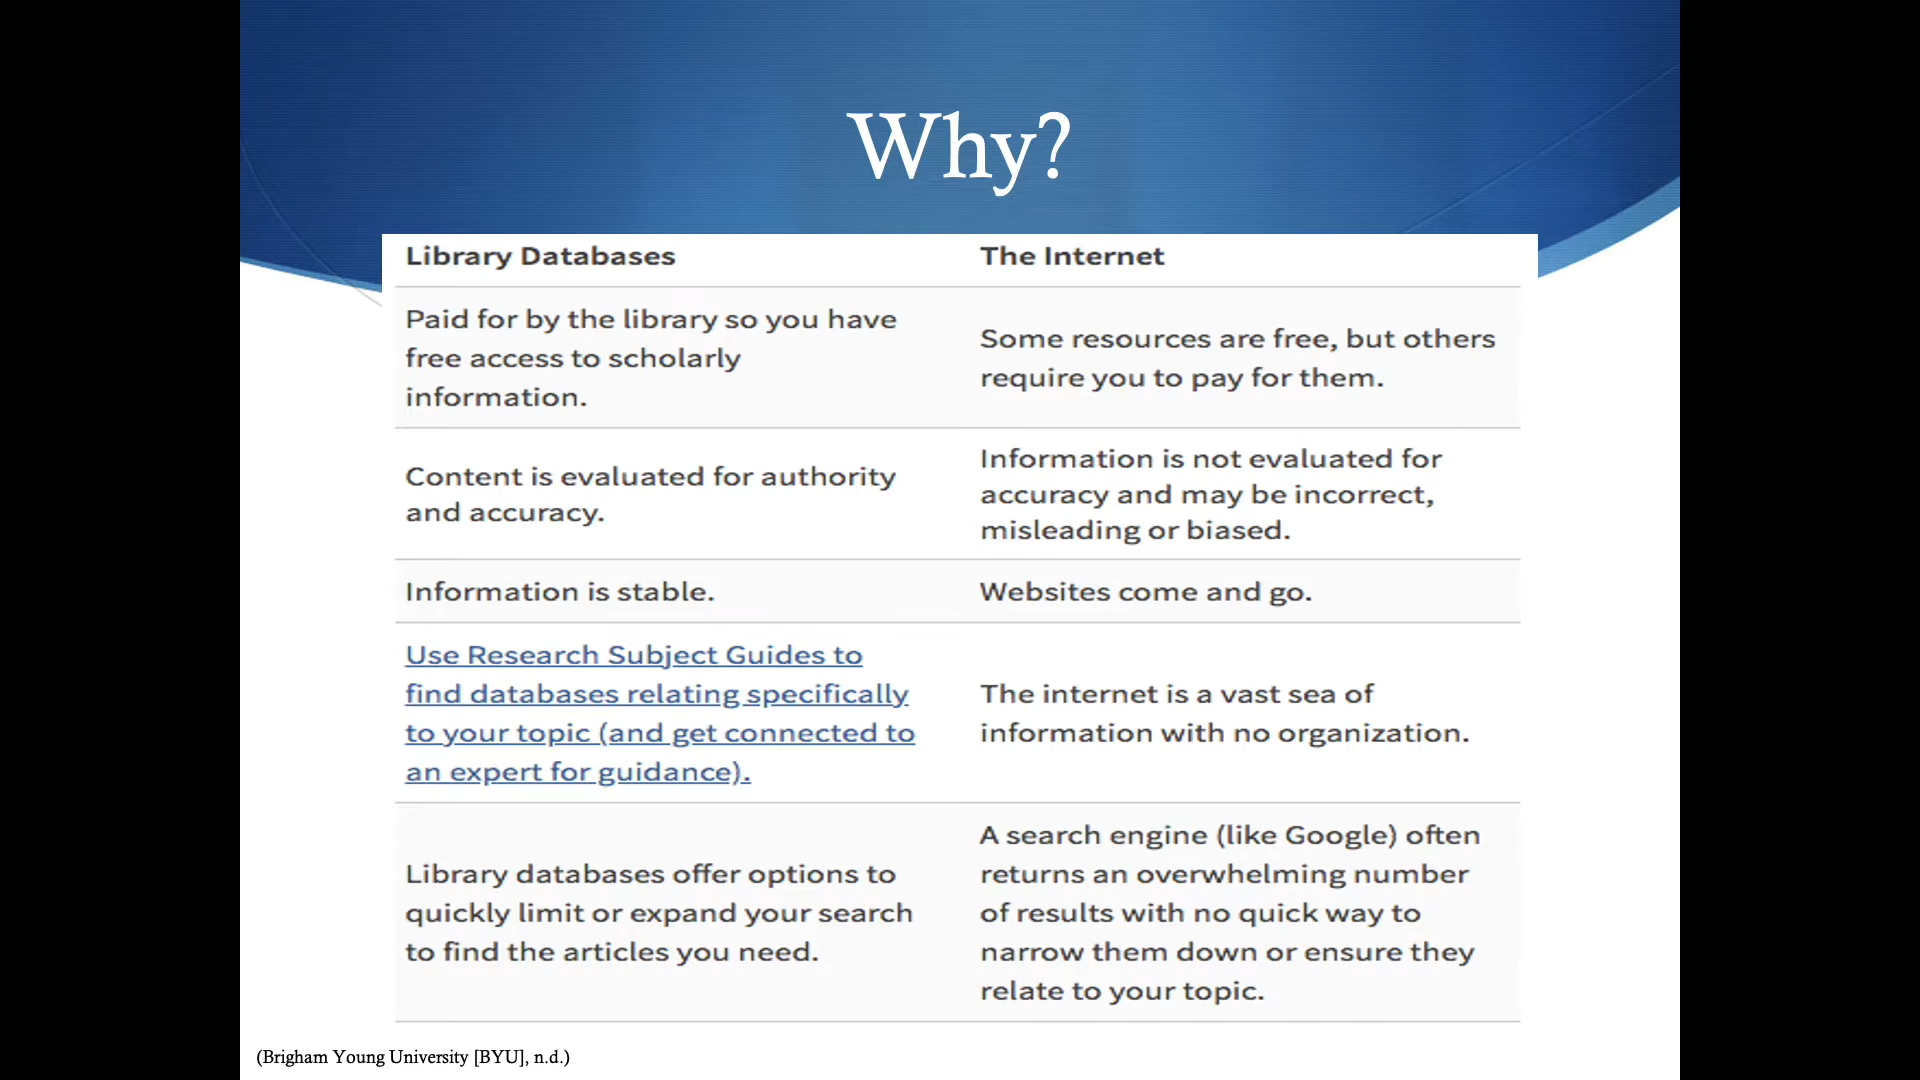 Why?
Library Databases
The Internet
Paid for by the library so you have
free access to scholarly
information.
Some resources are free, but others
require you to pay for them.
Content is evaluated for authority
and accuracy.
Information is not evaluated for
accuracy and may be incorrect,
misleading or biased.
Information is stable.
Websites come and go.
Use Research Subject Guides to
find databases relating specifically
to your topic (and get connected to
an expert for guidance).
The internet is a vast sea of
information with no organization.
Library databases offer options to
quickly limit or expand your search
to find the articles you need.
A search engine (like Google) often
returns an overwhelming number
of results with no quick way to
narrow them down or ensure they
relate to your topic.
(Brigham Young University [BYU], n.d.)